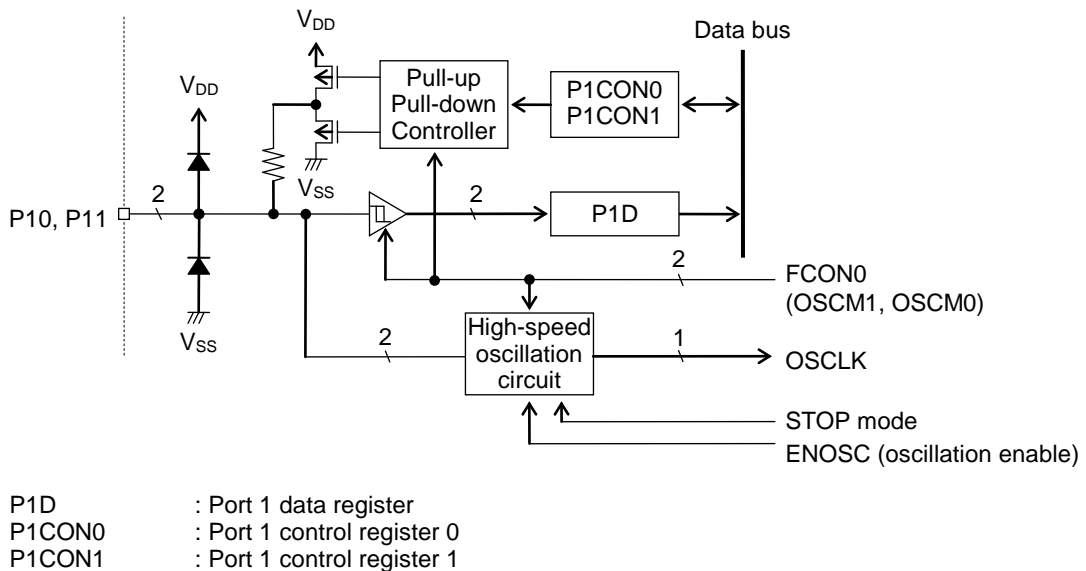 VDD
Data bus
VDD
Pull-up
Pull-down
Controller
P1CON0
P1CON1
VSS
2
2
P10, P11
P1D
2
FCON0
(OSCM1, OSCM0)
VSS
2
High-speed
oscillation
circuit
1
OSCLK
STOP mode
ENOSC (oscillation enable)
P1D : Port 1 data register
P1CON0 : Port 1 control register 0
P1CON1 : Port 1 control register 1